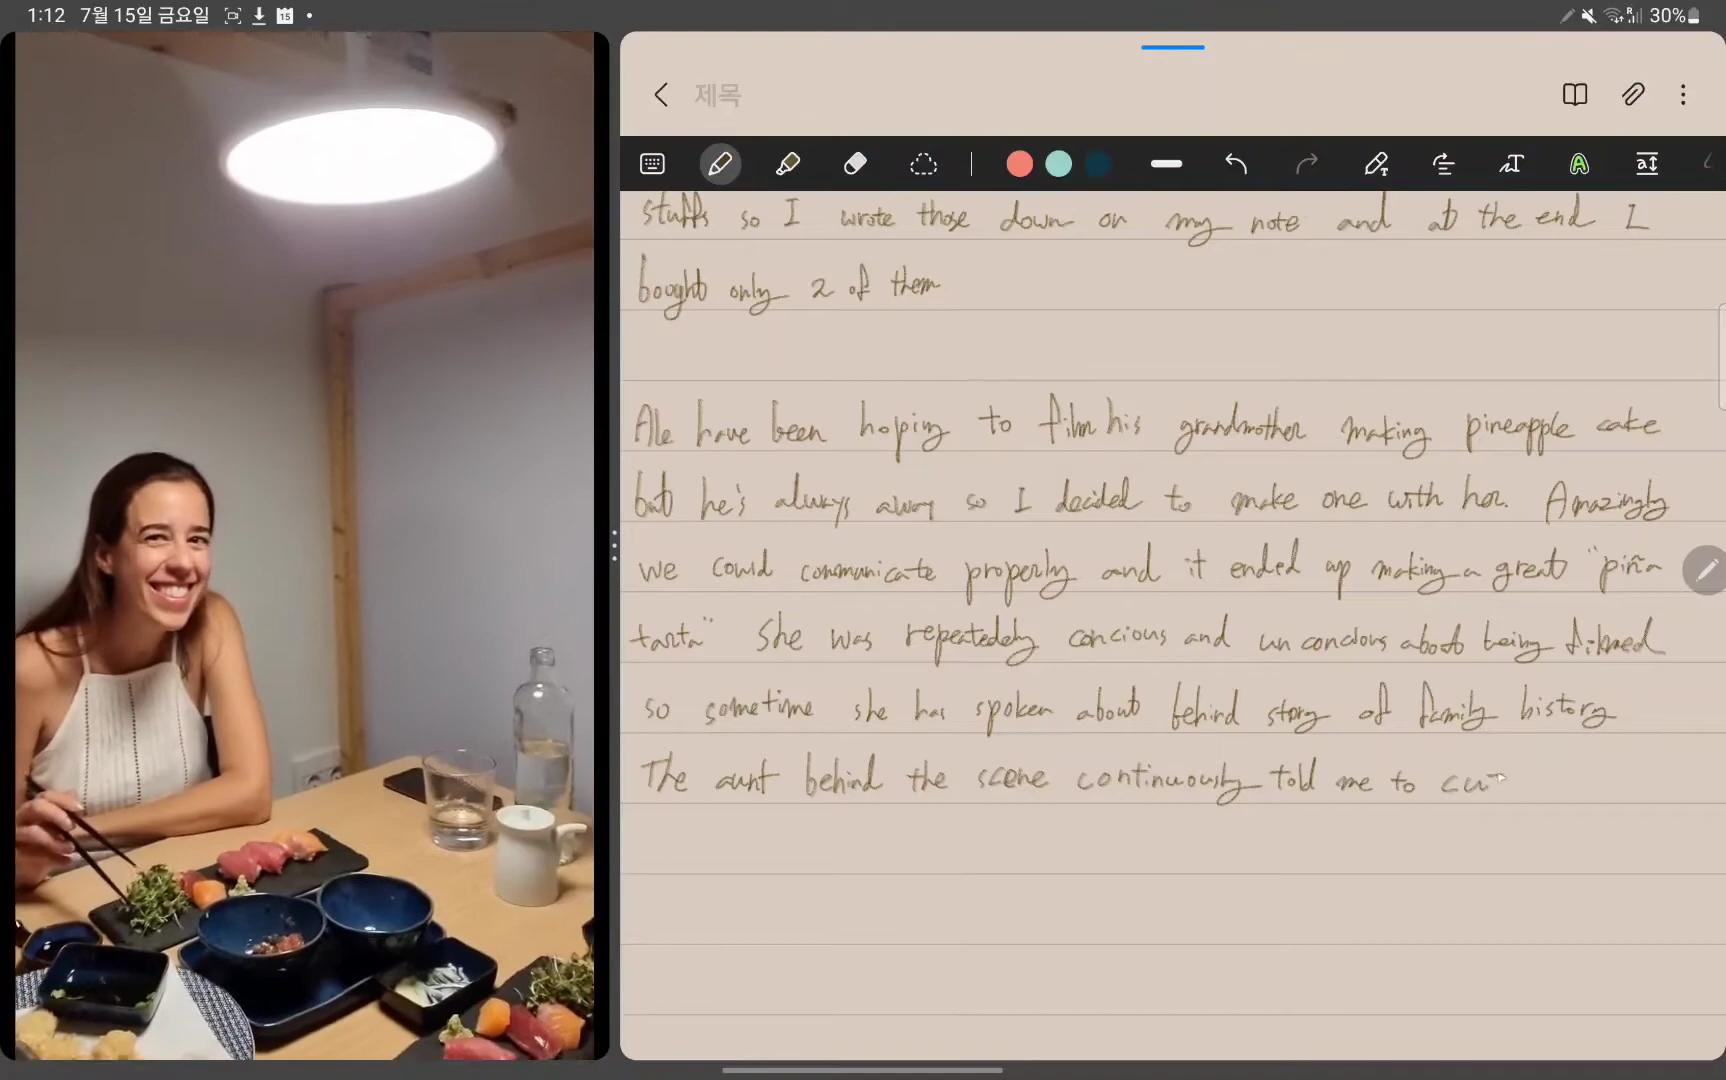 1:12 7월 15일 금요일
15
R
30%
제목
stuffs so I wrote those down on my note and at the end I
bought only 2 of them
Ale have been hoping to film his grandmother making pineapple cake
but he's always away so I decided to make one with her. Amazingly
we could communicate properly and it ended up making a great "piña
tarta" She was repeatedely concious and unconcious about being filmed
so sometime she has spoken about behind story of family history
The aunt behind the scene continuously told me to cut